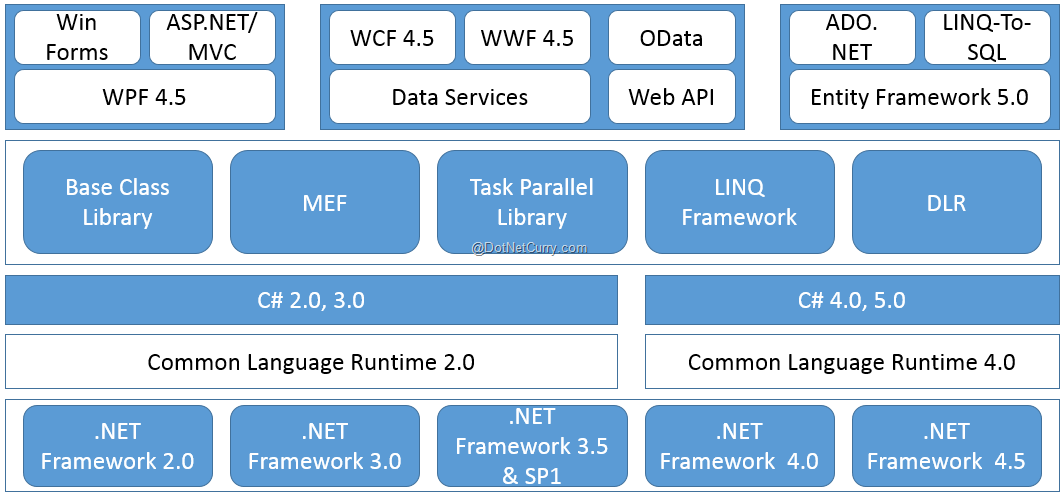 Win
Forms
ASP.NET/
MVC
WPF 4.5
WCF 4.5
WWF 4.5
OData
Data Services
Web API
ADO.
NET
LINQ-To-
SQL
Entity Framework 5.0
Base Class
Library
MEF
Task Parallel
Library
LINQ
Framework
DLR
@DotNetCurry.com
C# 2.0, 3.0
C# 4.0, 5.0
Common Language Runtime 2.0
Common Language Runtime 4.0
.NET
Framework 2.0
.NET
Framework 3.0
.NET
Framework 3.5
& SP1
.NET
Framework 4.0
.NET
Framework 4.5